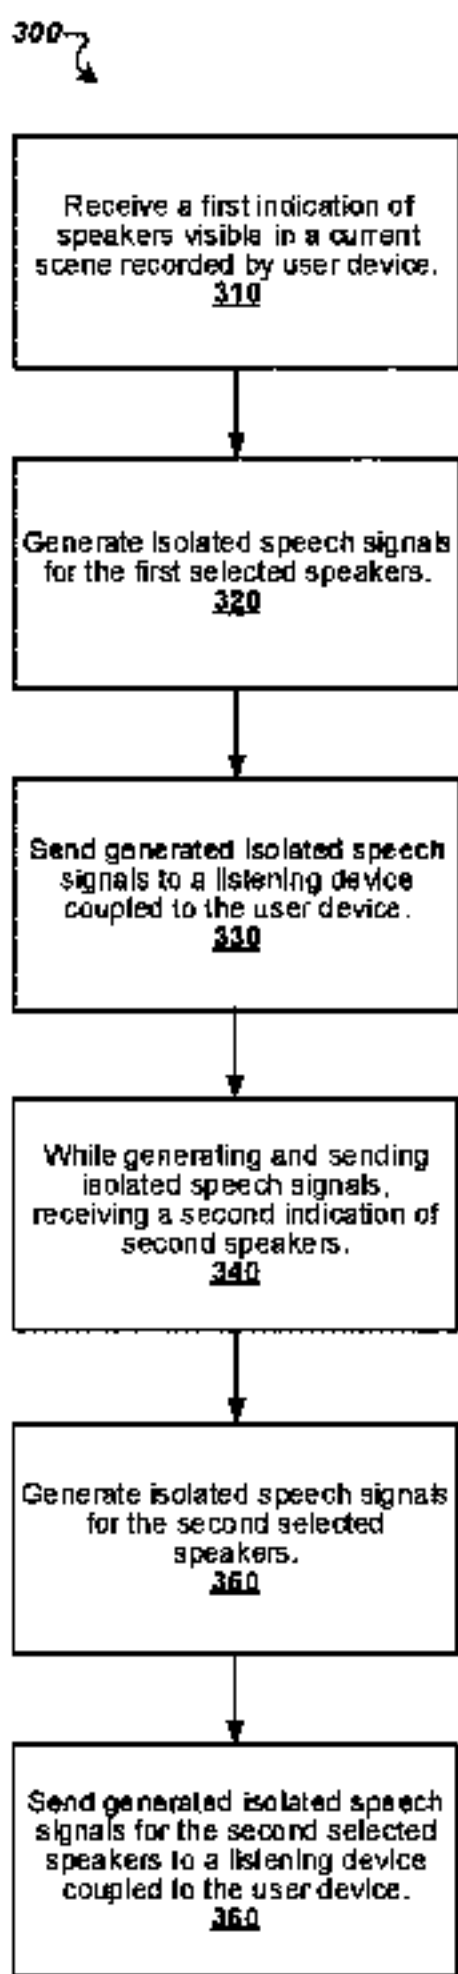 300
Receive a first indication of
speakers visible in a current
scene recorded by user device.
310
Generate isolated speech signals
for the first selected speakers.
320
Send generated isolated speech
signals to a listening device
coupled to the user device.
330
While generating and sending
isolated speech signals,
receiving a second indication of
second speakers.
340
Generate isolated speech signals
for the second selected
speakers.
350
Send generated isolated speech
signals for the second selected
speakers to a listening device
coupled to the user device.
360